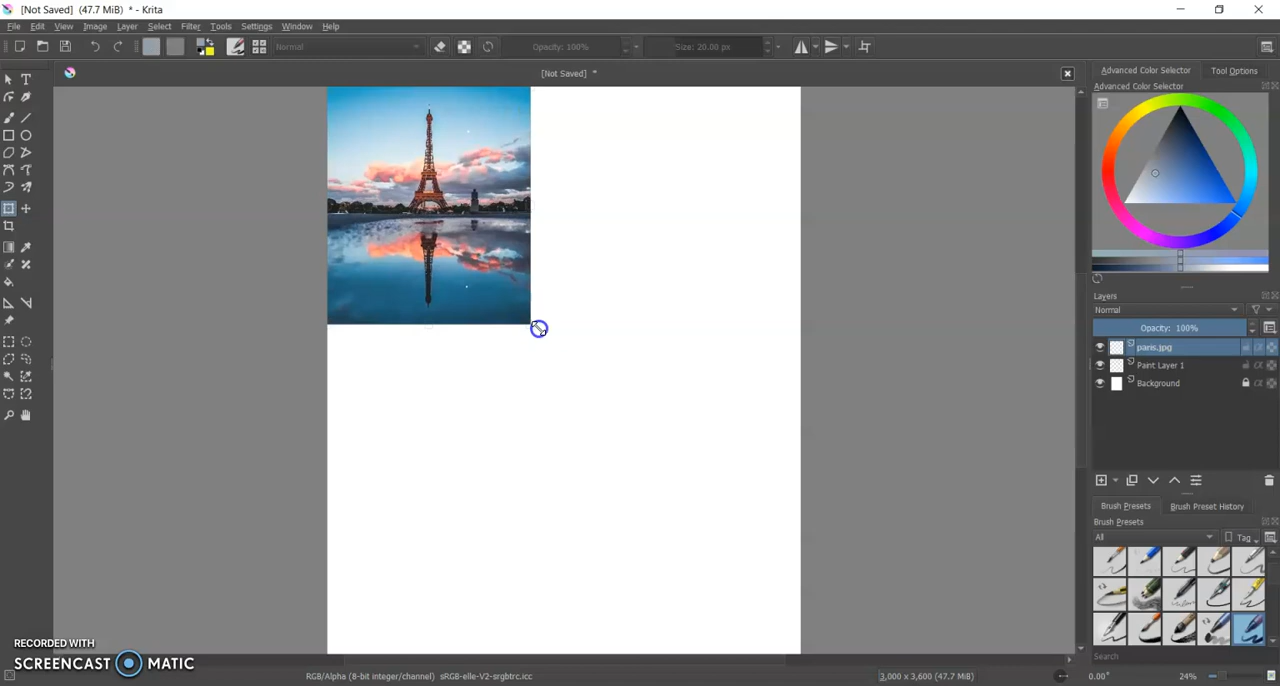 [Not Saved] (47.7 MiB) * - Krita
File Edit View Image Layer Select Filter Tools Settings Window Help
Normal Opacity: 100% Size: 20.00 px
[Not Saved] *
Advanced Color Selector Tool Options
Advanced Color Selector
Layers
Normal
Opacity: 100%
paris.jpg
Paint Layer 1
Background
Brush Presets Brush Preset History
Brush Presets
All Tag
Search
RECORDED WITH
SCREENCAST MATIC
RGB/Alpha (8-bit integer/channel) sRGB-elle-V2-srgbtrc.icc 3,000 x 3,600 (47.7 MiB) 0.00° 24%